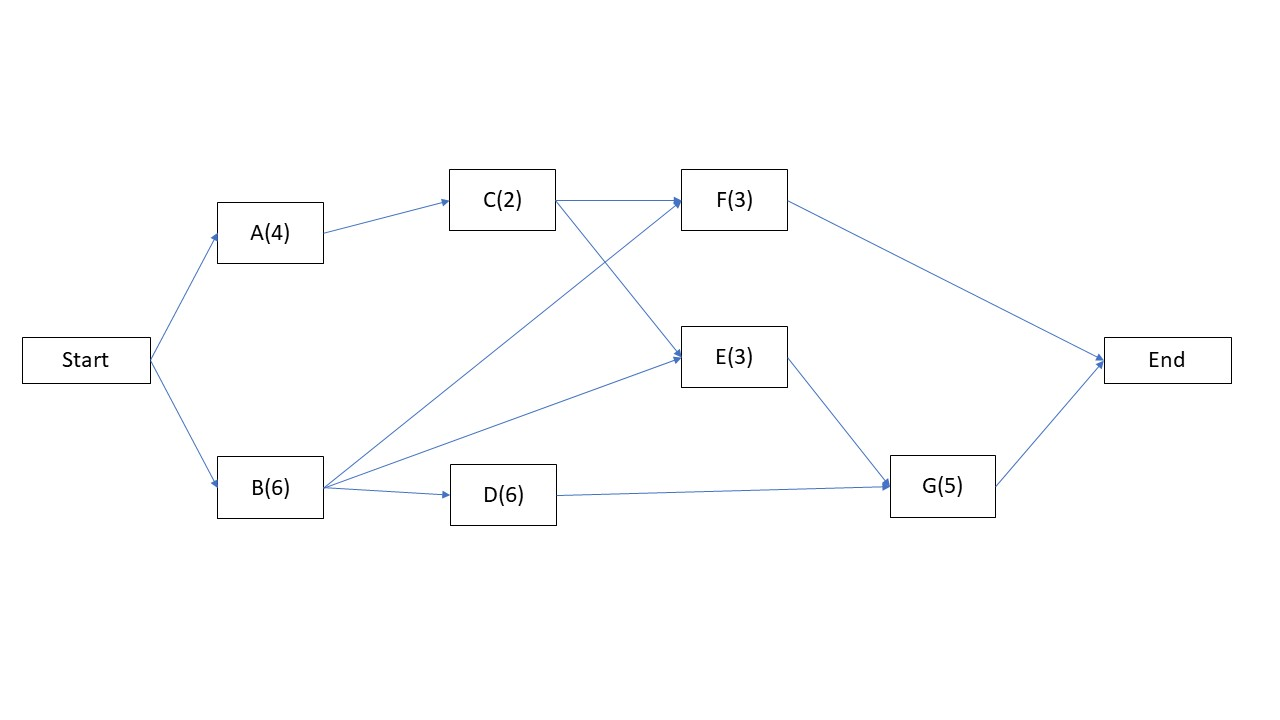 C(2)
F(3)
A(4)
E(3)
Start
End
B(6)
D(6)
G(5)